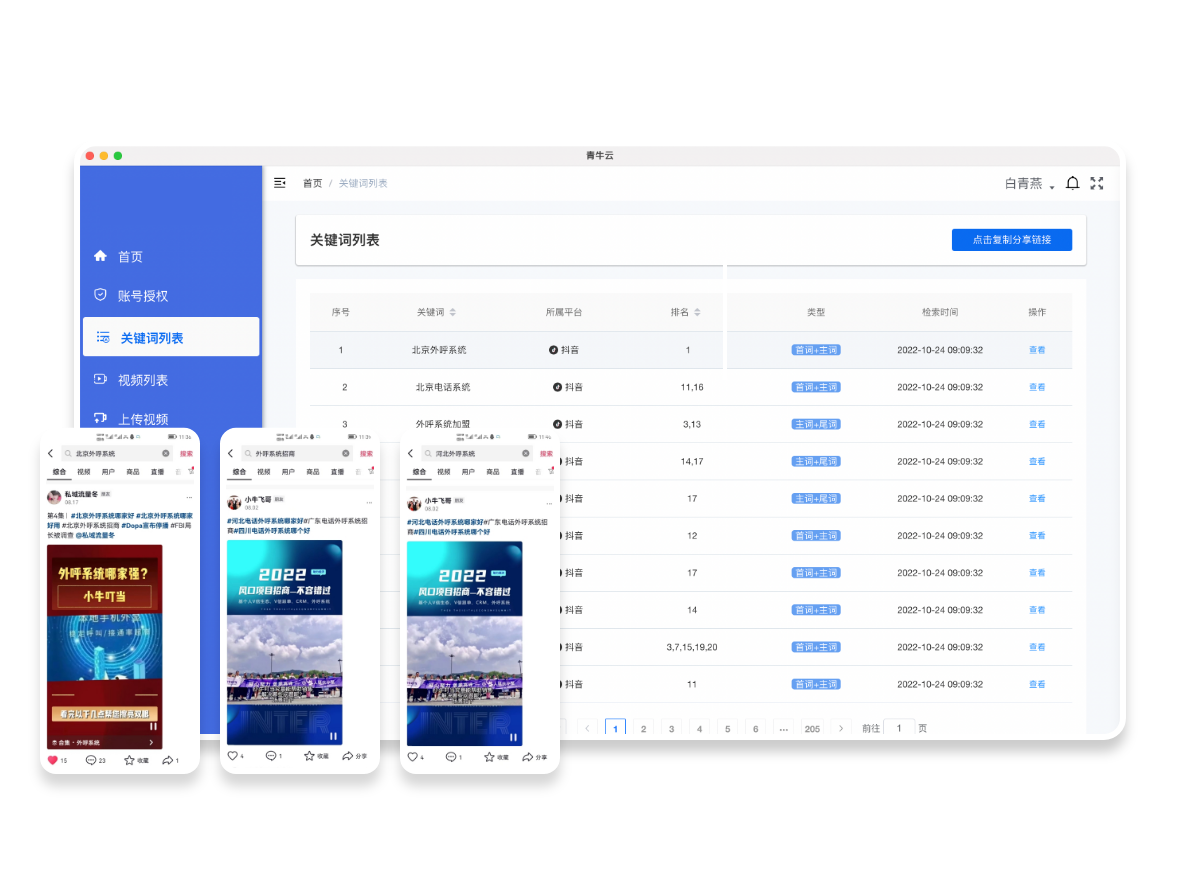 青牛云
首页 / 关键词列表
白青燕
首页
账号授权
关键词列表
视频列表
上传视频
关键词列表
点击复制分享链接
序号 关键词 所属平台 排名 类型 检索时间 操作
1 北京外呼系统 抖音 1 首词+主词 2022-10-24 09:09:32 查看
2 北京电话系统 抖音 11,16 首词+主词 2022-10-24 09:09:32 查看
3 外呼系统加盟 抖音 3,13 主词+尾词 2022-10-24 09:09:32 查看
抖音 14,17 主词+尾词 2022-10-24 09:09:32 查看
抖音 17 主词+尾词 2022-10-24 09:09:32 查看
抖音 12 首词+主词 2022-10-24 09:09:32 查看
抖音 17 首词+主词 2022-10-24 09:09:32 查看
抖音 14 首词+主词 2022-10-24 09:09:32 查看
抖音 3,7,15,19,20 首词+主词 2022-10-24 09:09:32 查看
抖音 11 首词+主词 2022-10-24 09:09:32 查看
1 2 3 4 5 6 ... 205 前往 1 页
北京外呼系统 搜索
综合 视频 用户 商品 直播
私域流量冬
08.17
第4集 | #北京外呼系统哪家好 #北京外呼系统哪家
好用 #北京外呼系统招商 #Dopa宣布停播 #FBI局
长被调查 @私域流量冬
外呼系统哪家强?
小牛叮当
看完以下几点帮您擦亮双眼
合集 · 外呼系统
15 23 收藏 1
外呼系统招商 搜索
综合 视频 用户 商品 直播
小牛飞哥
08.02
#河北电话外呼系统哪家好#广东电话外呼系统招
商#四川电话外呼系统哪个好
2022
风口项目招商—不容错过
INTER
4 1 收藏 分享
河北外呼系统 搜索
综合 视频 用户 商品 直播
小牛飞哥
08.02
#河北电话外呼系统哪家好#广东电话外呼系统招
商#四川电话外呼系统哪个好
2022
风口项目招商—不容错过
INTER
4 1 收藏 分享